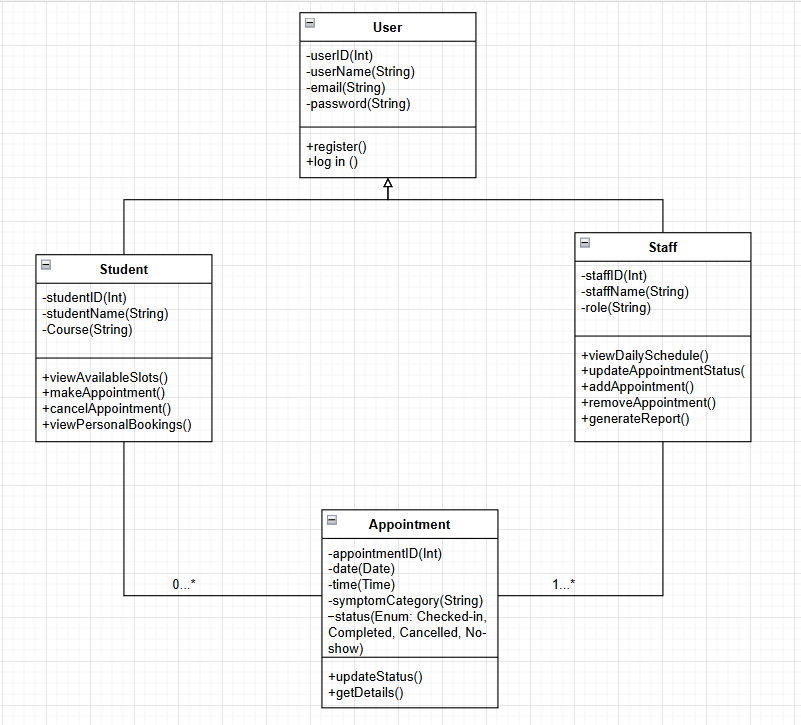 User
-userID(Int)
-userName(String)
-email(String)
-password(String)
+register()
+log in ()
Student
-studentID(Int)
-studentName(String)
-Course(String)
+viewAvailableSlots()
+makeAppointment()
+cancelAppointment()
+viewPersonalBookings()
Staff
-staffID(Int)
-staffName(String)
-role(String)
+viewDailySchedule()
+updateAppointmentStatus(
+addAppointment()
+removeAppointment()
+generateReport()
0...*
1...*
Appointment
-appointmentID(Int)
-date(Date)
-time(Time)
-symptomCategory(String)
−status(Enum: Checked-in,
Completed, Cancelled, No-
show)
+updateStatus()
+getDetails()